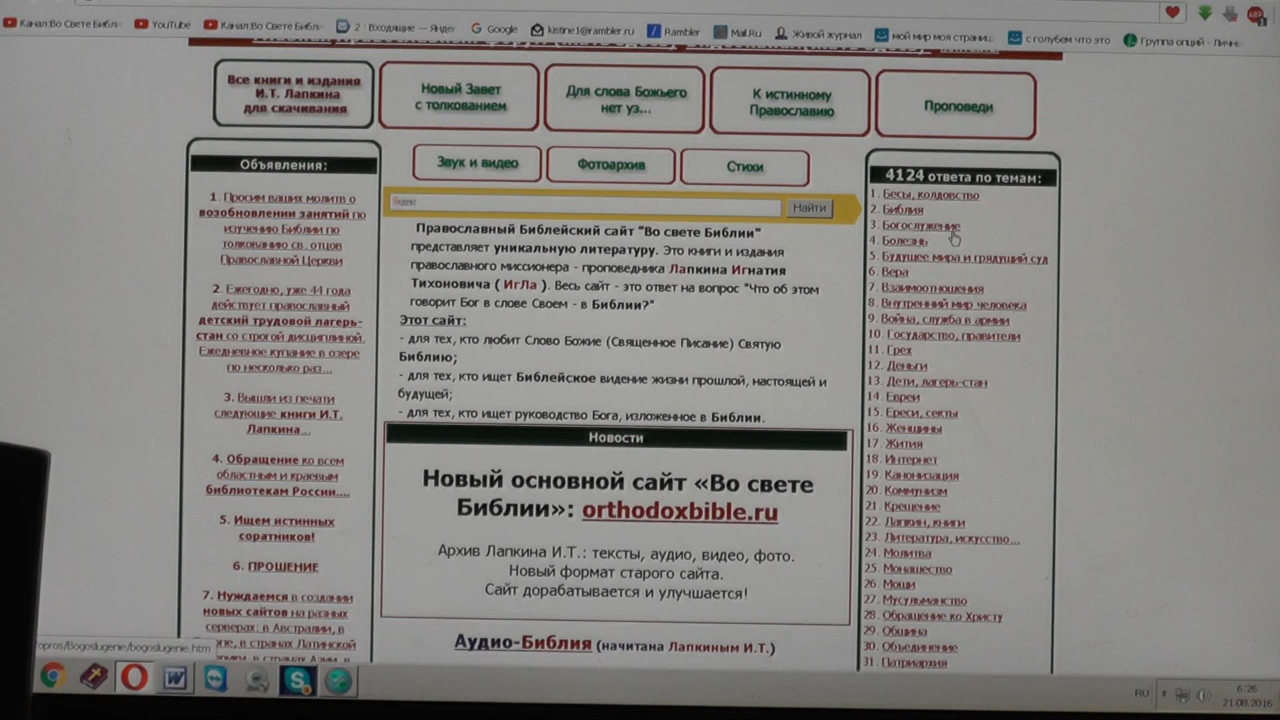 Канал:Во Свете Библ
YouTube
Канал:Во Свете Библ
2 : Входящие — Янде
Google
kistine1@rambler.ru
Rambler
Mail.Ru
Живой журнал
мой мир моя страниц
с голубем что это
Группа опций - Личн
Все книги и издания
И.Т. Лапкина
для скачивания
Новый Завет
с толкованием
Для слова Божьего
нет уз...
К истинному
Православию
Проповеди
Звук и видео
Фотоархив
Стихи
Объявления:
1. Просим ваших молитв о
возобновлении занятий по
изучению Библии по
толкованию св. отцов
Православной Церкви
2. Ежегодно, уже 44 года
действует православный
детский трудовой лагерь-
стан со строгой дисциплиной.
Ежедневное купание в озере
по несколько раз...
3. Вышли из печати
следующие книги И.Т.
Лапкина...
4. Обращение ко всем
областным и краевым
библиотекам России....
5. Ищем истинных
соратников!
6. ПРОШЕНИЕ
7. Нуждаемся в создании
новых сайтов на разных
серверах: в Австралии, в
в странах Латинской
Яндекс
Найти
Православный Библейский сайт "Во свете Библии"
представляет уникальную литературу. Это книги и издания
православного миссионера - проповедника Лапкина Игнатия
Тихоновича ( ИгЛа ). Весь сайт - это ответ на вопрос "Что об этом
говорит Бог в слове Своем - в Библии?"
Этот сайт:
- для тех, кто любит Слово Божие (Священное Писание) Святую
Библию;
- для тех, кто ищет Библейское видение жизни прошлой, настоящей и
будущей;
- для тех, кто ищет руководство Бога, изложенное в Библии.
Новости
Новый основной сайт «Во свете
Библии»: orthodoxbible.ru
Архив Лапкина И.Т.: тексты, аудио, видео, фото.
Новый формат старого сайта.
Сайт дорабатывается и улучшается!
Аудио-Библия (начитана Лапкиным И.Т.)
4124 ответа по темам:
1. Бесы, колдовство
2. Библия
3. Богослужение
4. Болезнь
5. Будущее мира и грядущий суд
6. Вера
7. Взаимоотношения
8. Внутренний мир человека
9. Война, служба в армии
10. Государство, правители
11. Грех
12. Деньги
13. Дети, лагерь-стан
14. Евреи
15. Ереси, секты
16. Женщины
17. Жития
18. Интернет
19. Канонизация
20. Коммунизм
21. Крещение
22. Лапкин, книги
23. Литература, искусство...
24. Молитва
25. Монашество
26. Мощи
27. Мусульманство
28. Обращение ко Христу
29. Община
30. Объединение
31. Патриархия
opros/Bogoslugenie/bogoslugenie.htm
RU
6:26
21.08.2016